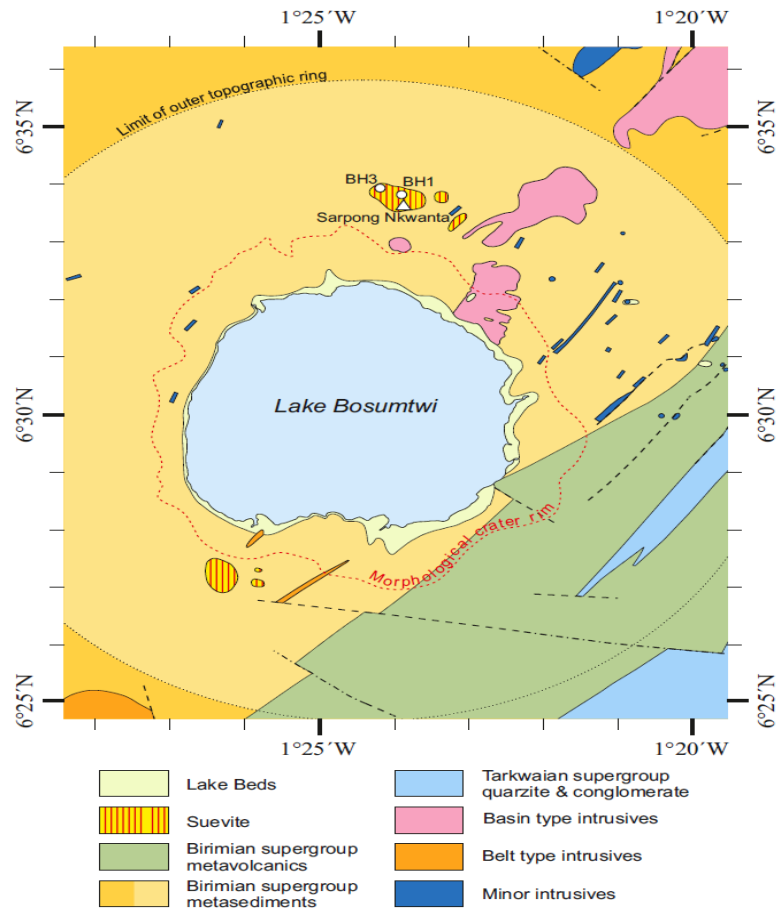 1°25´W 1°20´W
Limit of outer topographic ring
6°35´N 6°35´N
BH3 BH1
Sarpong Nkwanta
Lake Bosumtwi
6°30´N 6°30´N
Morphological crater rim
6°25´N 6°25´N
1°25´W 1°20´W
Lake Beds
Suevite
Birimian supergroup
metavolcanics
Birimian supergroup
metasediments
Tarkwaian supergroup
quarzite & conglomerate
Basin type intrusives
Belt type intrusives
Minor intrusives